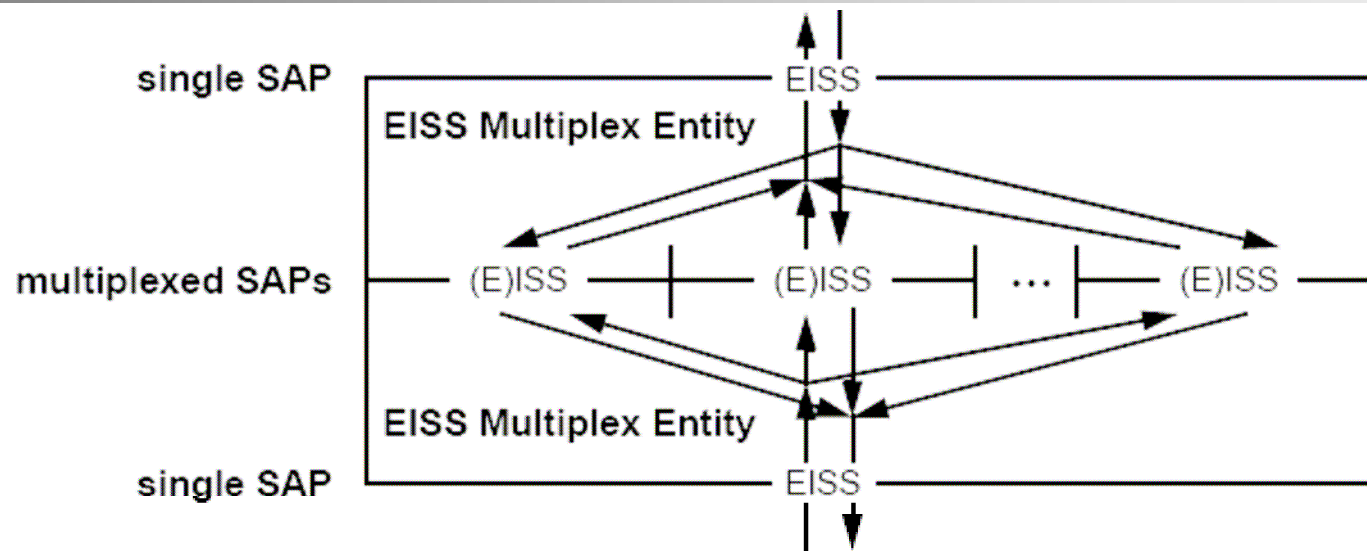 single SAP
EISS
EISS Multiplex Entity
multiplexed SAPs
(E)ISS
(E)ISS
...
(E)ISS
EISS Multiplex Entity
single SAP
EISS